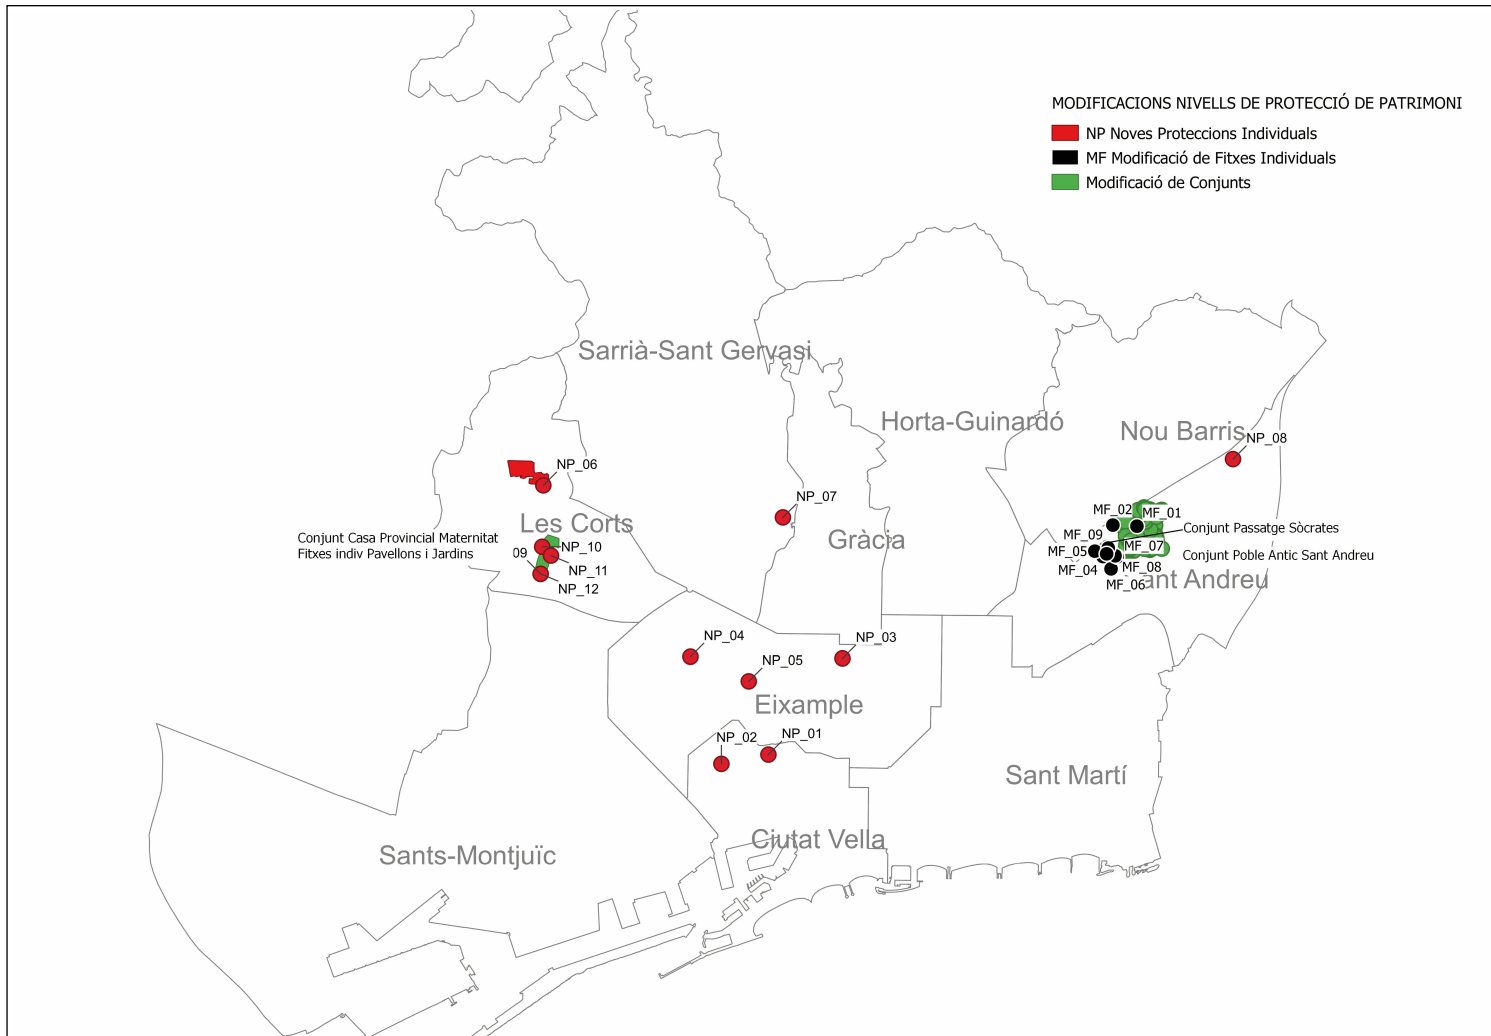 MODIFICACIONS NIVELLS DE PROTECCIÓ DE PATRIMONI
NP Noves Proteccions Individuals
MF Modificació de Fitxes Individuals
Modificació de Conjunts
Sarrià-Sant Gervasi
Horta-Guinardó
Nou Barris
NP_08
NP_06
NP_07
Les Corts
Gràcia
MF_02
MF_01
MF_09
Conjunt Passatge Sòcrates
MF_05
MF_07
Conjunt Poble Antic Sant Andreu
MF_04
MF_08
MF_06
ant Andreu
Conjunt Casa Provincial Maternitat
Fitxes indiv Pavellons i Jardins
09
NP_10
NP_11
NP_12
NP_04
NP_03
NP_05
Eixample
NP_02
NP_01
Sant Martí
Ciutat Vella
Sants-Montjuïc